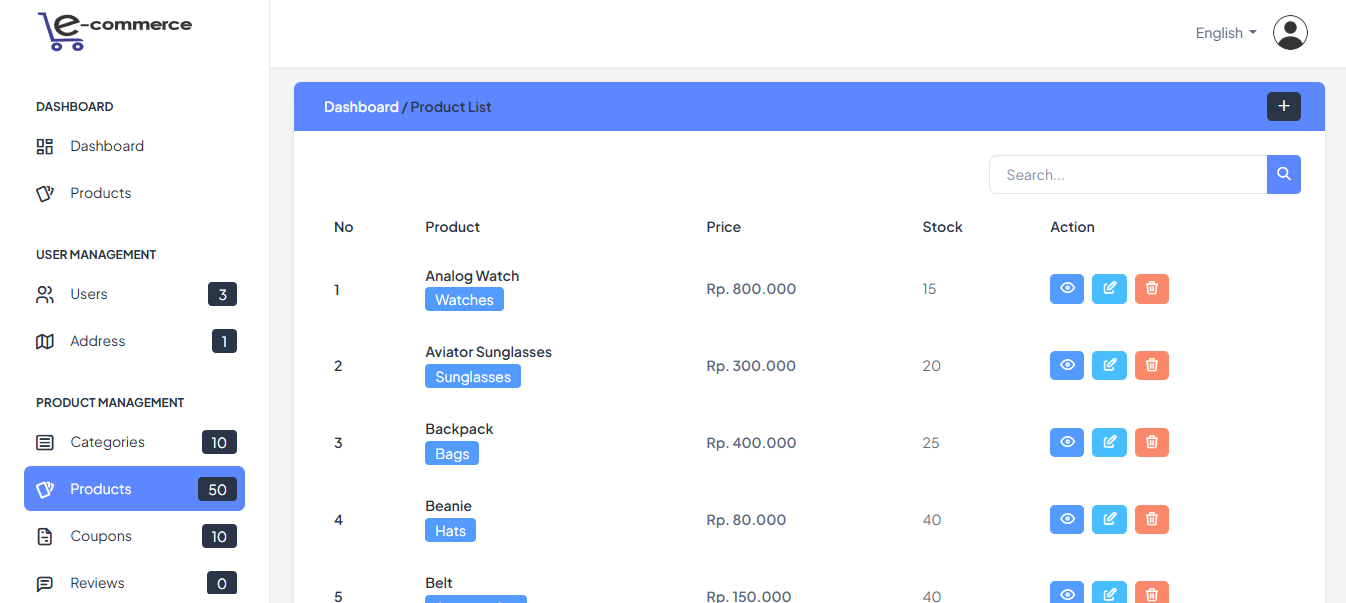 e-commerce
English
DASHBOARD
Dashboard
Products
USER MANAGEMENT
Users 3
Address 1
PRODUCT MANAGEMENT
Categories 10
Products 50
Coupons 10
Reviews 0
Dashboard / Product List +
Search...
No Product Price Stock Action
1 Analog Watch Rp. 800.000 15
Watches
2 Aviator Sunglasses Rp. 300.000 20
Sunglasses
3 Backpack Rp. 400.000 25
Bags
4 Beanie Rp. 80.000 40
Hats
5 Belt Rp. 150.000 40